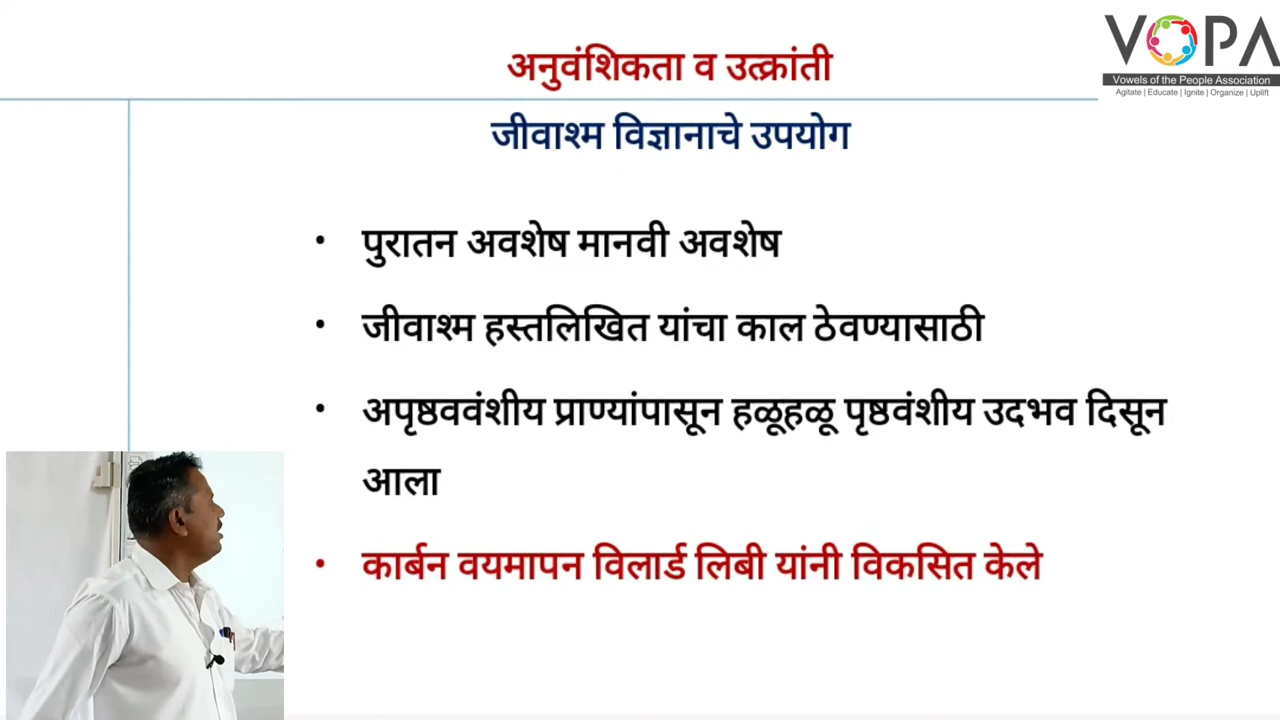 अनुवंशिकता व उत्क्रांती
VOPA
Vowels of the People Association
Agitate | Educate | Ignite | Organize | Uplift
जीवाश्म विज्ञानाचे उपयोग
• पुरातन अवशेष मानवी अवशेष
• जीवाश्म हस्तलिखित यांचा काल ठेवण्यासाठी
• अपृष्ठववंशीय प्राण्यांपासून हळूहळू पृष्ठवंशीय उदभव दिसून
आला
• कार्बन वयमापन विलार्ड लिबी यांनी विकसित केले